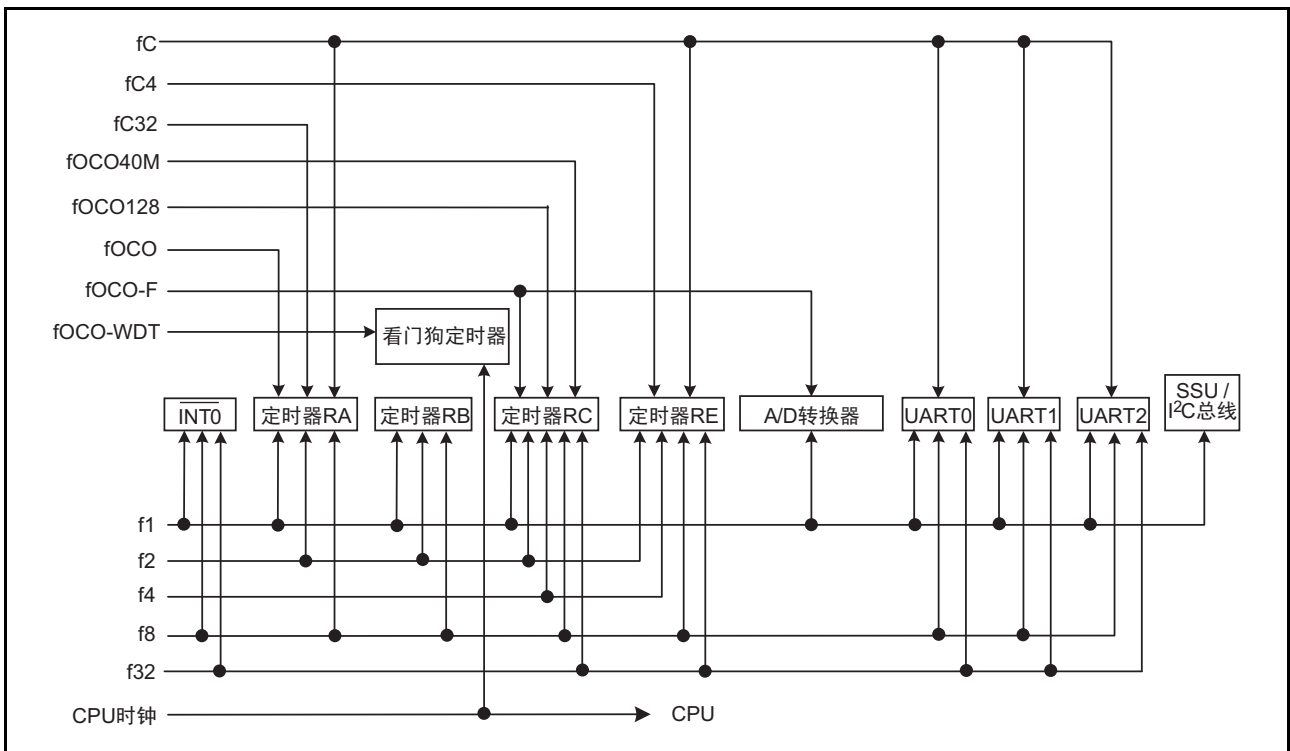 fC
fC4
fC32
fOCO40M
fOCO128
fOCO
fOCO-F
fOCO-WDT
看门狗定时器
INT0
定时器RA
定时器RB
定时器RC
定时器RE
A/D转换器
UART0
UART1
UART2
SSU /
I²C总线
f1
f2
f4
f8
f32
CPU时钟
CPU